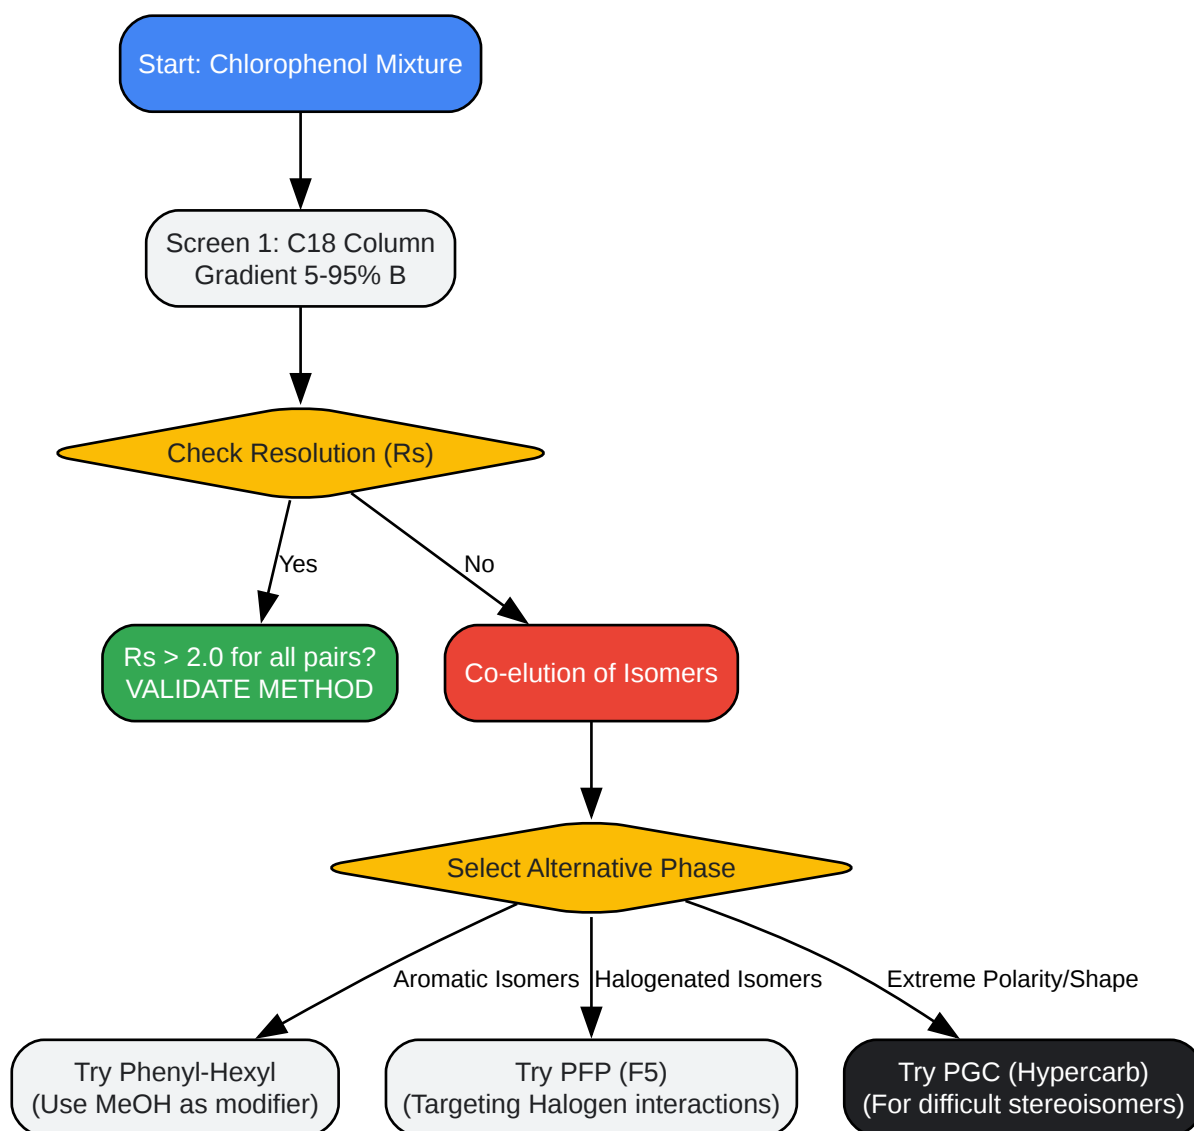 Start: Chlorophenol Mixture
Screen 1: C18 Column
Gradient 5-95% B
Check Resolution (Rs)
Yes
No
Rs > 2.0 for all pairs?
VALIDATE METHOD
Co-elution of Isomers
Select Alternative Phase
Aromatic Isomers
Halogenated Isomers
Extreme Polarity/Shape
Try Phenyl-Hexyl
(Use MeOH as modifier)
Try PFP (F5)
(Targeting Halogen interactions)
Try PGC (Hypercarb)
(For difficult stereoisomers)